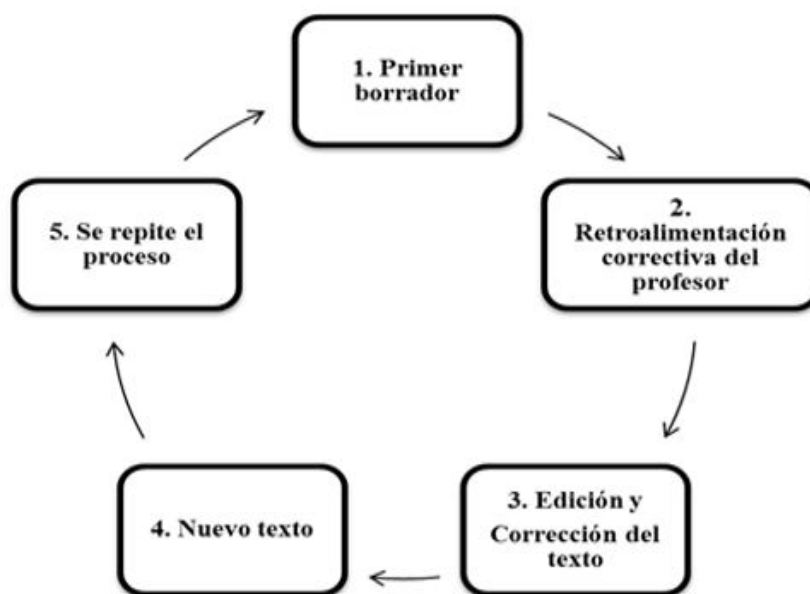 1. Primer
borrador
2.
Retroalimentación
correctiva del
profesor
3. Edición y
Corrección del
texto
4. Nuevo texto
5. Se repite el
proceso